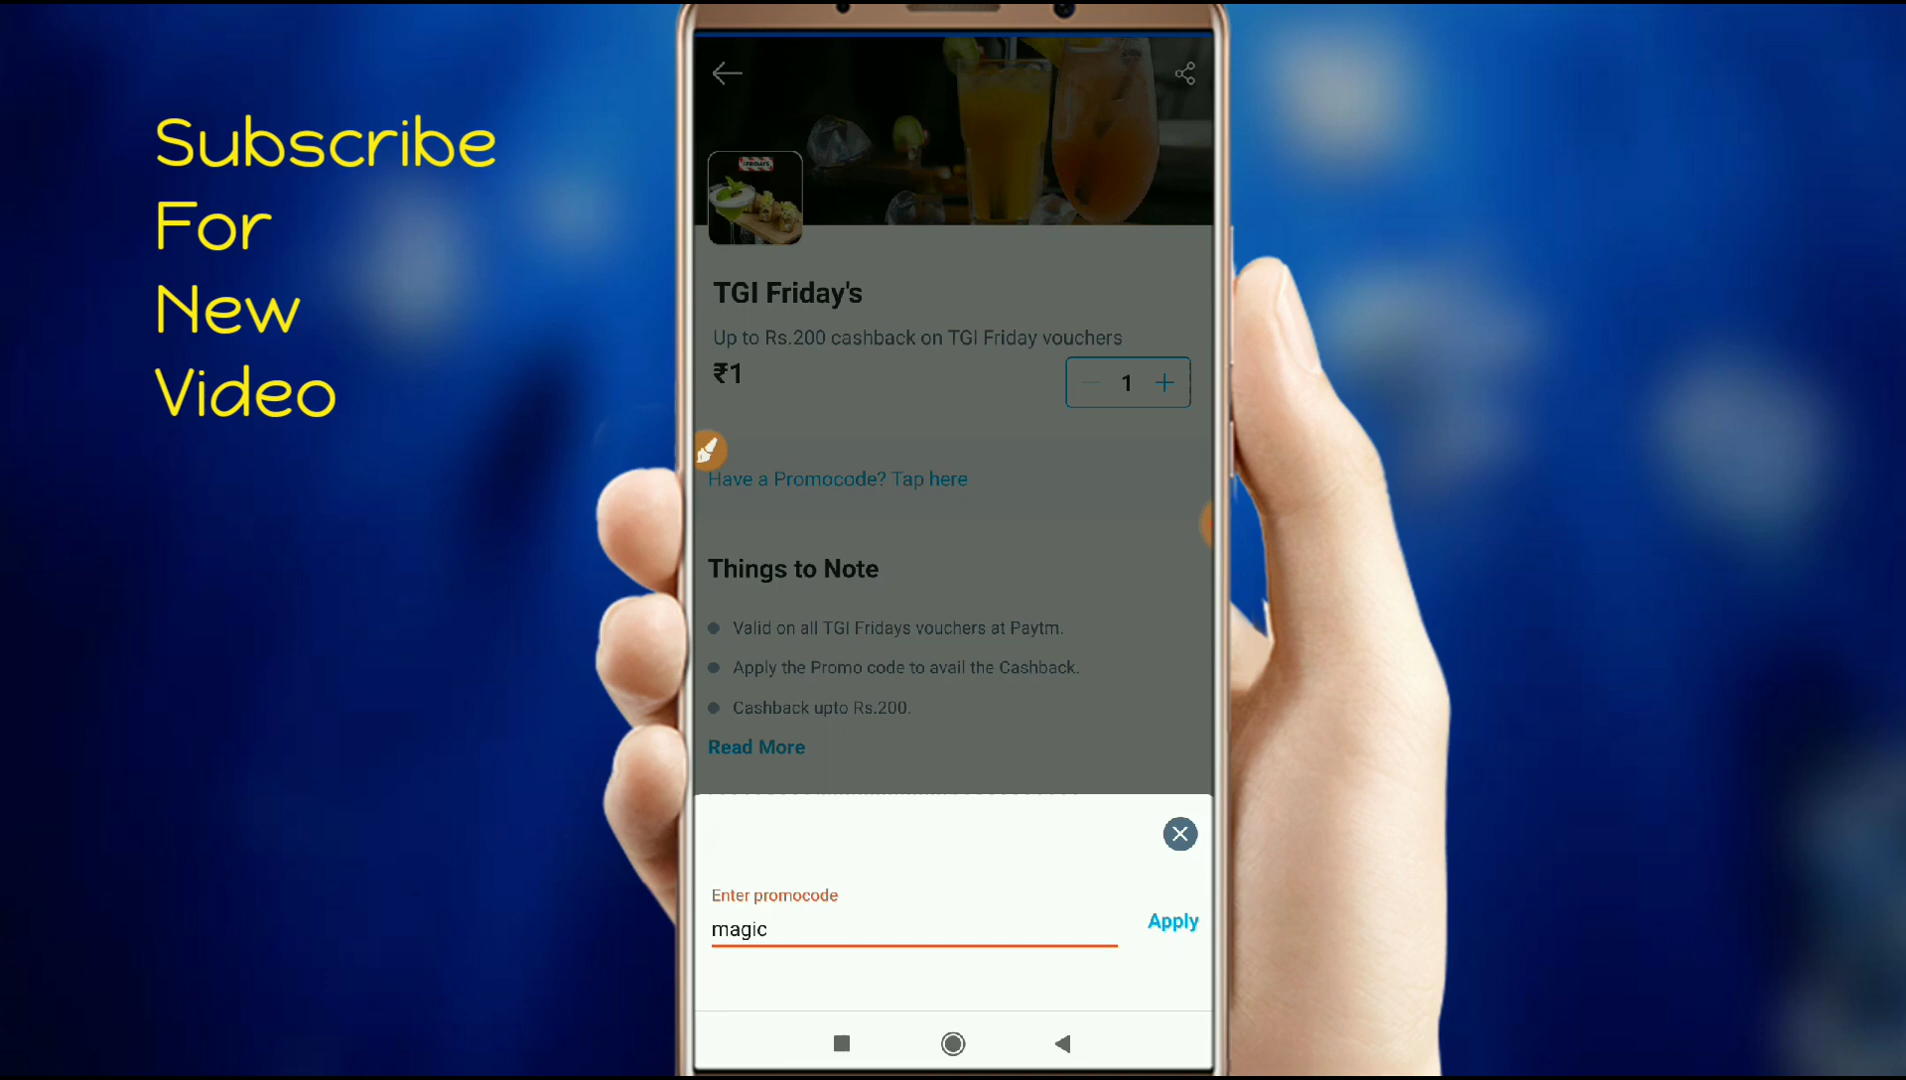 Subscribe
For
New
Video
FRIDAY'S
TGI Friday's
Up to Rs.200 cashback on TGI Friday vouchers
₹1
1
Have a Promocode? Tap here
Things to Note
Valid on all TGI Fridays vouchers at Paytm.
Apply the Promo code to avail the Cashback.
Cashback upto Rs.200.
Read More
Enter promocode
magic
Apply